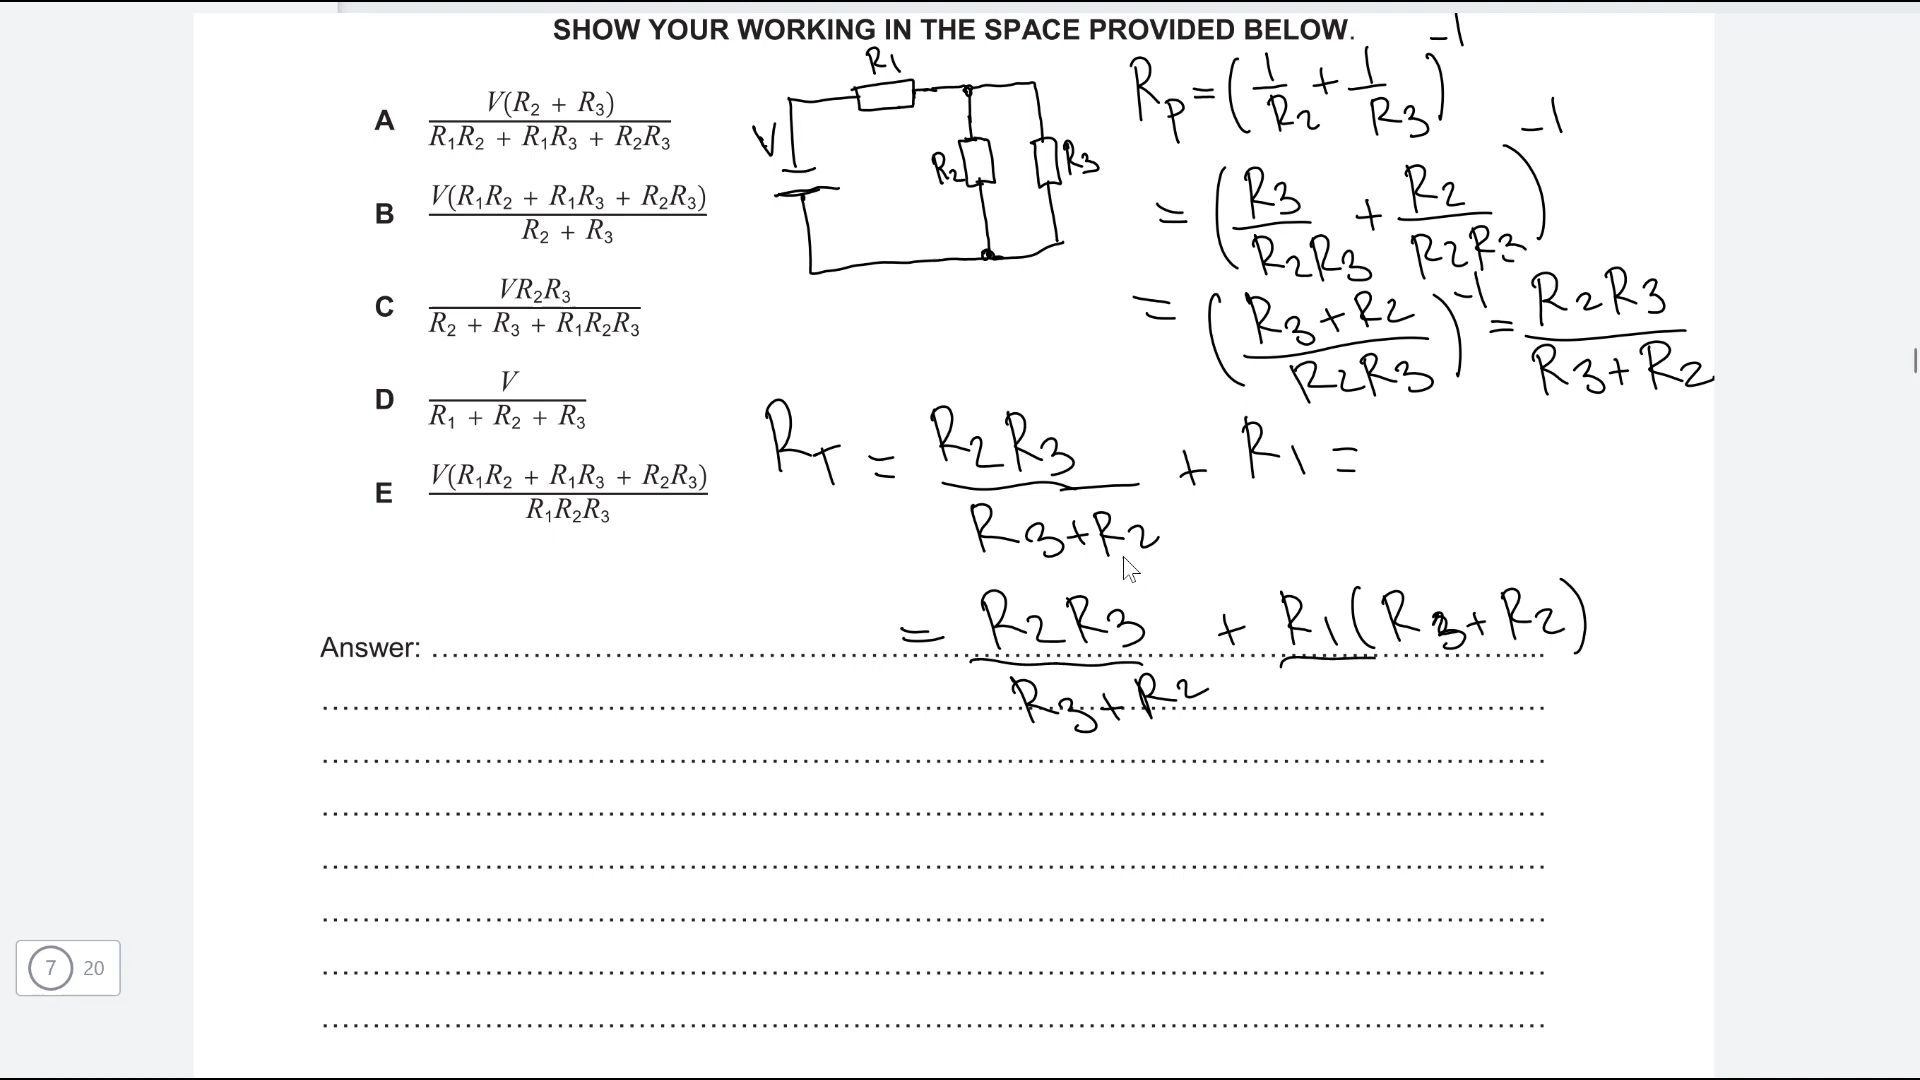 SHOW YOUR WORKING IN THE SPACE PROVIDED BELOW.
A V(R₂ + R₃) / R₁R₂ + R₁R₃ + R₂R₃
B V(R₁R₂ + R₁R₃ + R₂R₃) / R₂ + R₃
C VR₂R₃ / R₂ + R₃ + R₁R₂R₃
D V / R₁ + R₂ + R₃
E V(R₁R₂ + R₁R₃ + R₂R₃) / R₁R₂R₃
R1
V
R2
R3
Rp = (1/R2 + 1/R3)⁻¹
= (R3/R2R3 + R2/R2R3)⁻¹
= (R3+R2/R2R3)⁻¹ = R2R3/R3+R2
RT = R2R3/R3+R2 + R1 =
= R2R3/R3+R2 + R1(R3+R2)
Answer:
7 20